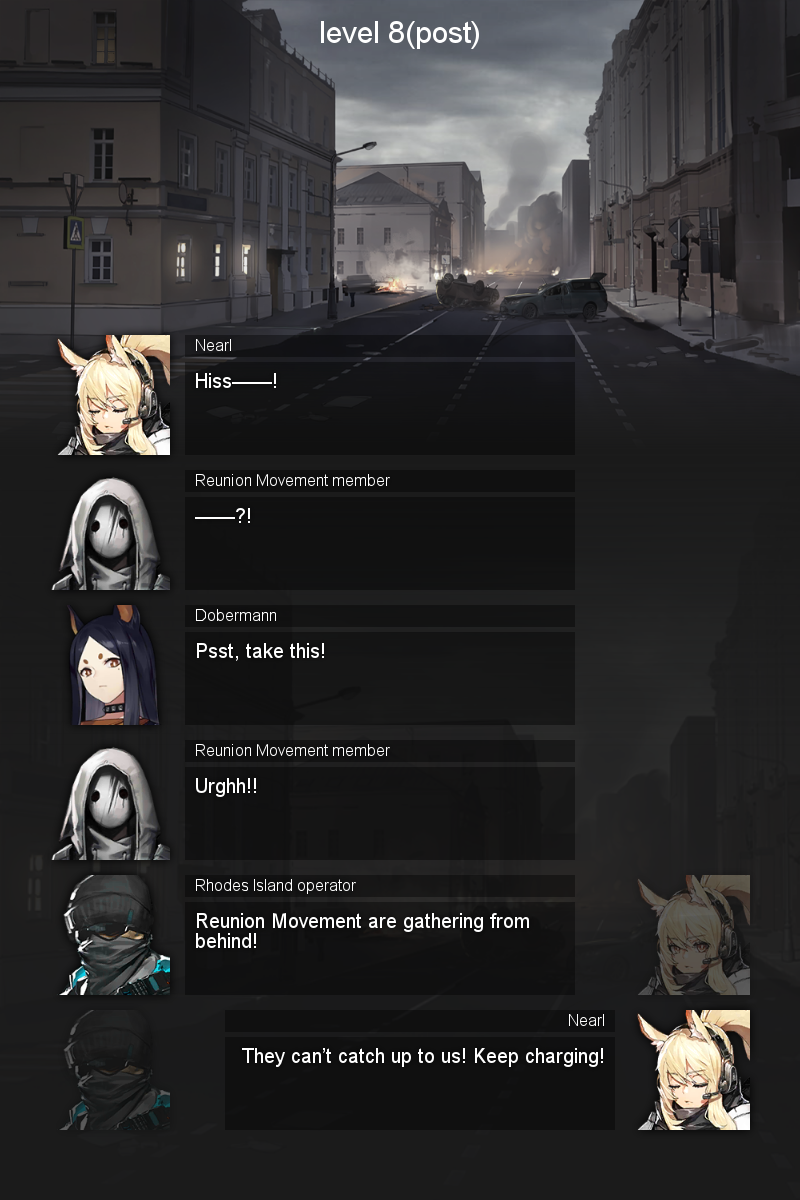 level 8(post)
Nearl
Hiss——!
Reunion Movement member
——?!
Dobermann
Psst, take this!
Reunion Movement member
Urghh!!
Rhodes Island operator
Reunion Movement are gathering from
behind!
Nearl
They can't catch up to us! Keep charging!